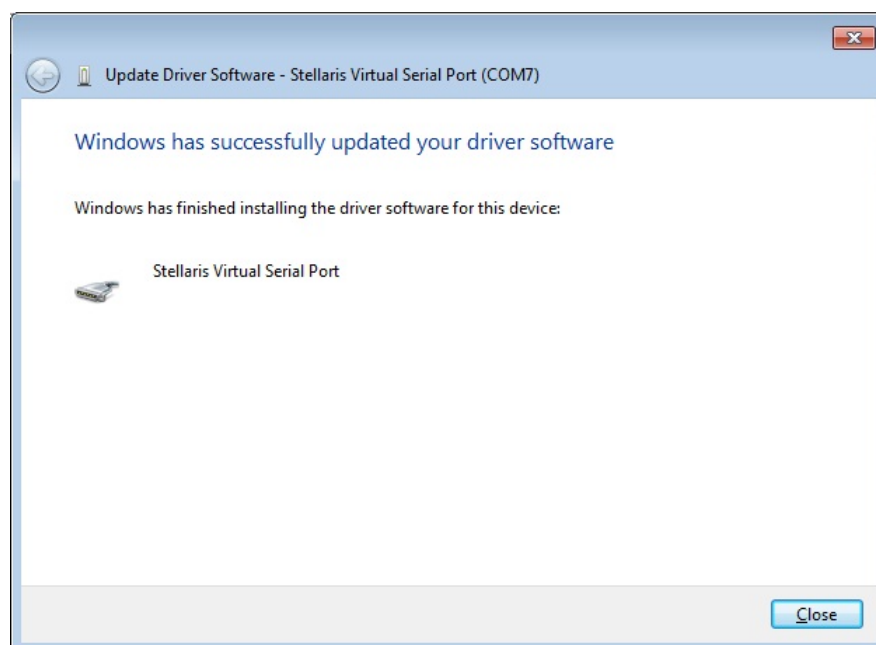 Update Driver Software - Stellaris Virtual Serial Port (COM7)
Windows has successfully updated your driver software
Windows has finished installing the driver software for this device:
Stellaris Virtual Serial Port
Close